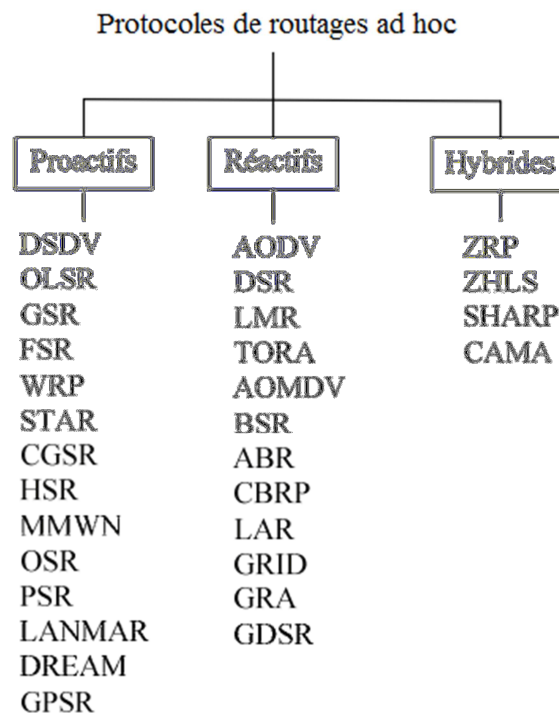 Protocoles de routages ad hoc
Proactifs
DSDV
OLSR
GSR
FSR
WRP
STAR
CGSR
HSR
MMWN
OSR
PSR
LANMAR
DREAM
GPSR
Réactifs
AODV
DSR
LMR
TORA
AOMDV
BSR
ABR
CBRP
LAR
GRID
GRA
GDSR
Hybrides
ZRP
ZHLS
SHARP
CAMA